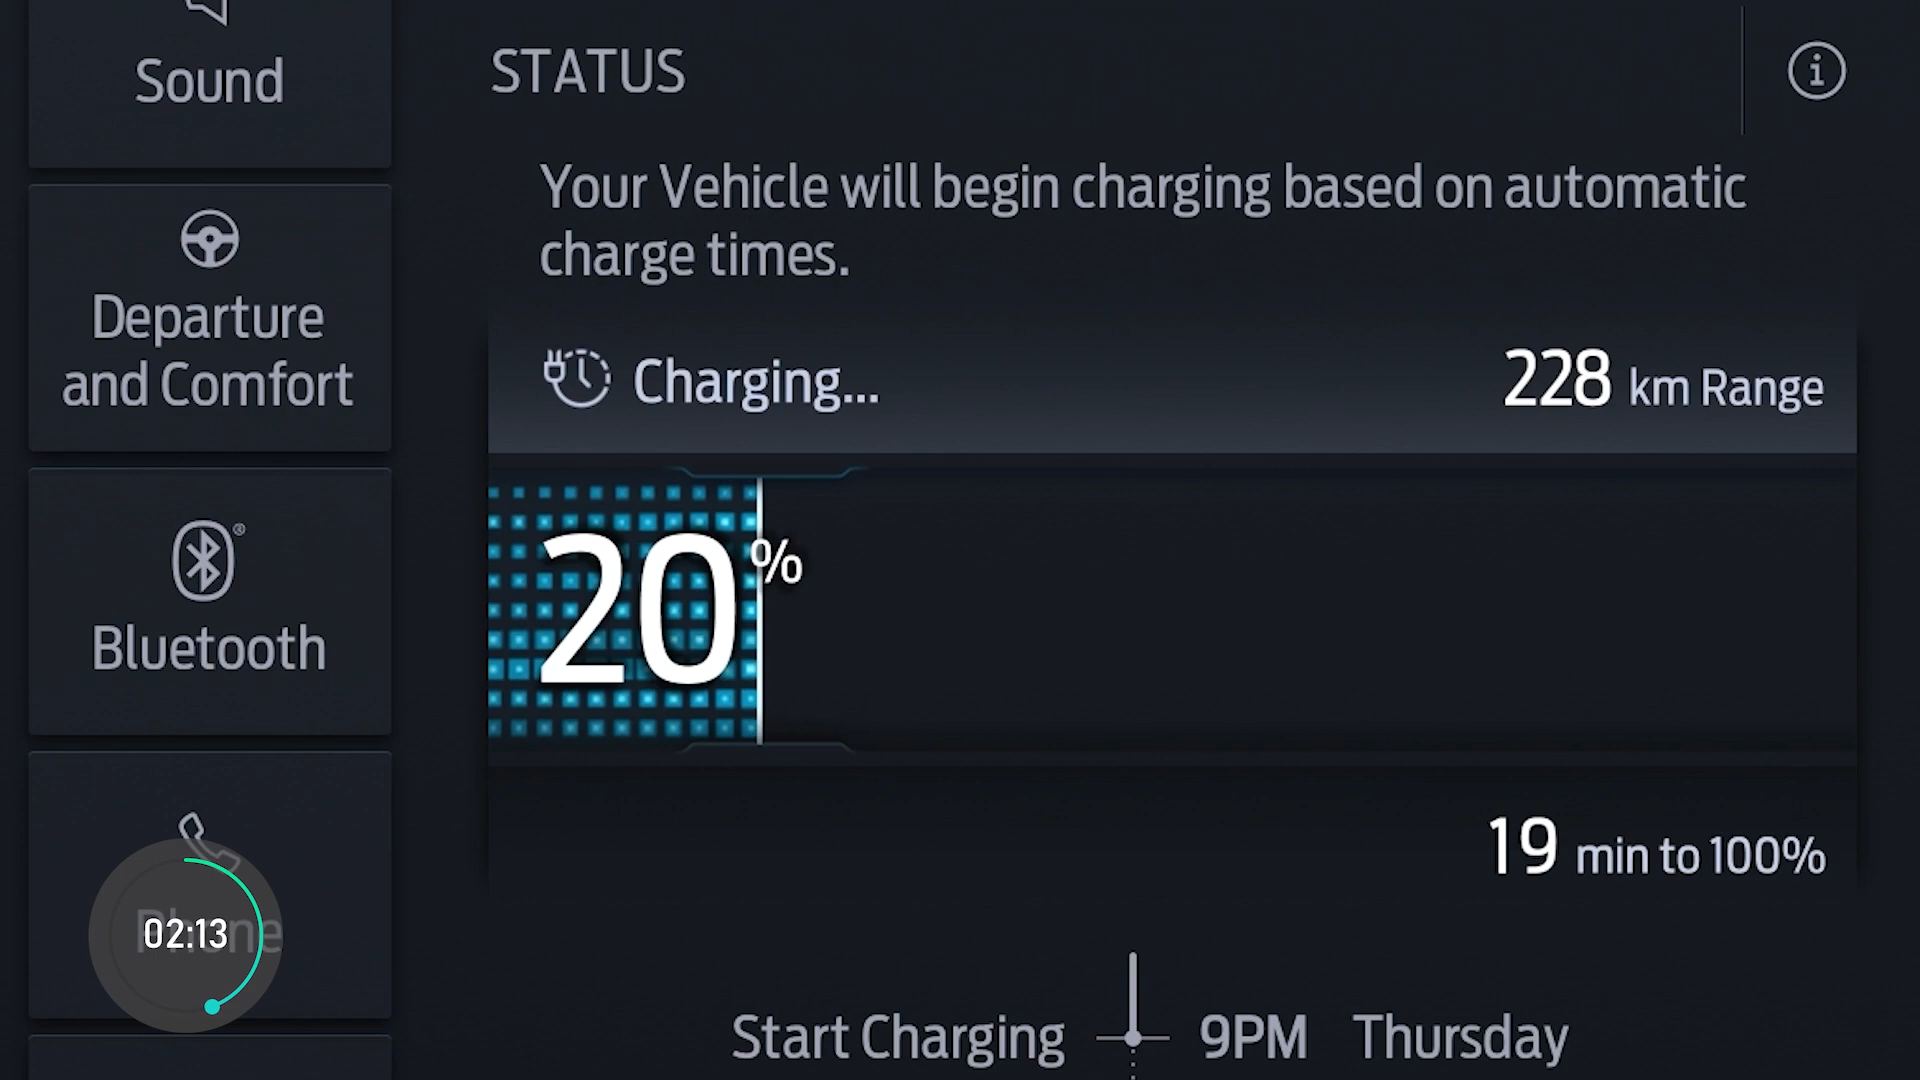 Sound
STATUS
Your Vehicle will begin charging based on automatic
charge times.
Departure
and Comfort
Charging...
228 km Range
20%
Bluetooth®
19 min to 100%
Phone
02:13
Start Charging
9PM Thursday